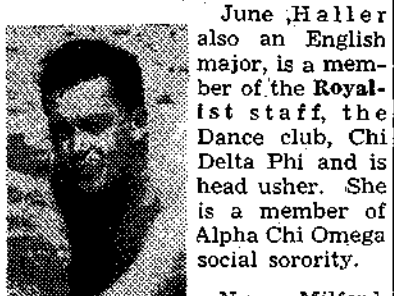 June Haller
also an English
major, is a mem-
ber of the Royal-
ist staff, the
Dance club, Chi
Delta Phi and is
head usher. She
is a member of
Alpha Chi Omega
social sorority.